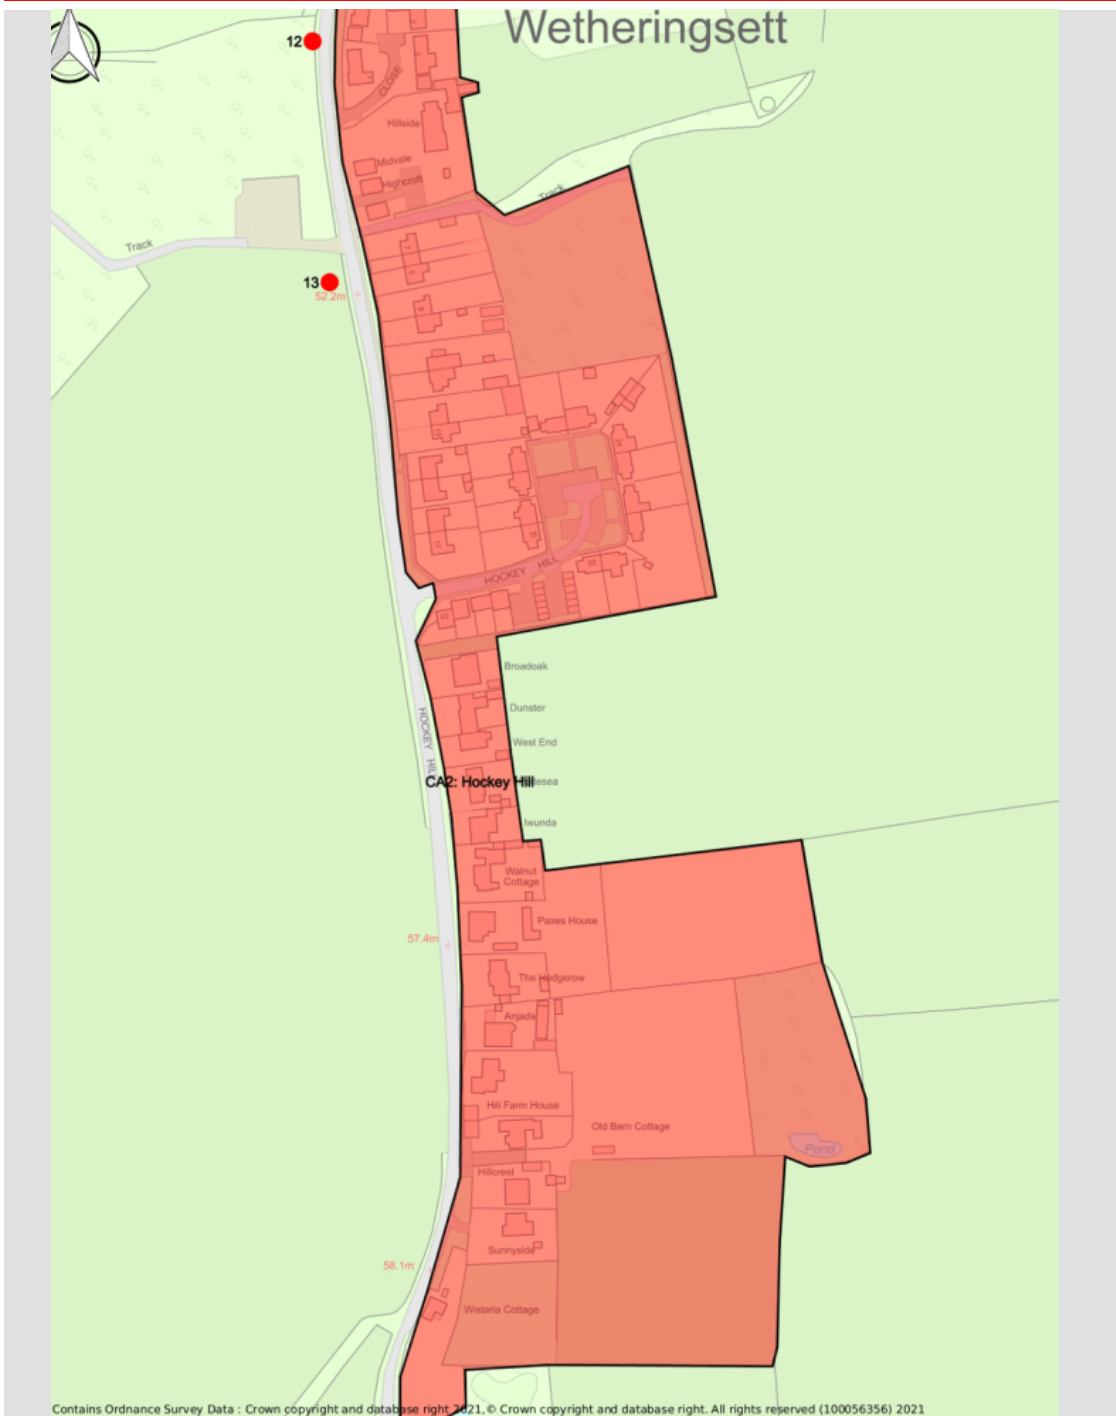 Wetheringsett
12
CLOSE
2
Hillside
Midvale
Highcroft
Track
Track
13
52.2m
HOCKEY HILL
Broadoak
Dunster
HOCKEY HILL
West End
CA2: Hockey Hill
Iwunda
Walnut
Cottage
Paxes House
57.4m
The Hedgerow
Anjada
Hill Farm House
Old Barn Cottage
Pond
Hillcrest
Sunnyside
58.1m
Wistaria Cottage
Contains Ordnance Survey Data : Crown copyright and database right 2021,© Crown copyright and database right. All rights reserved (100056356) 2021